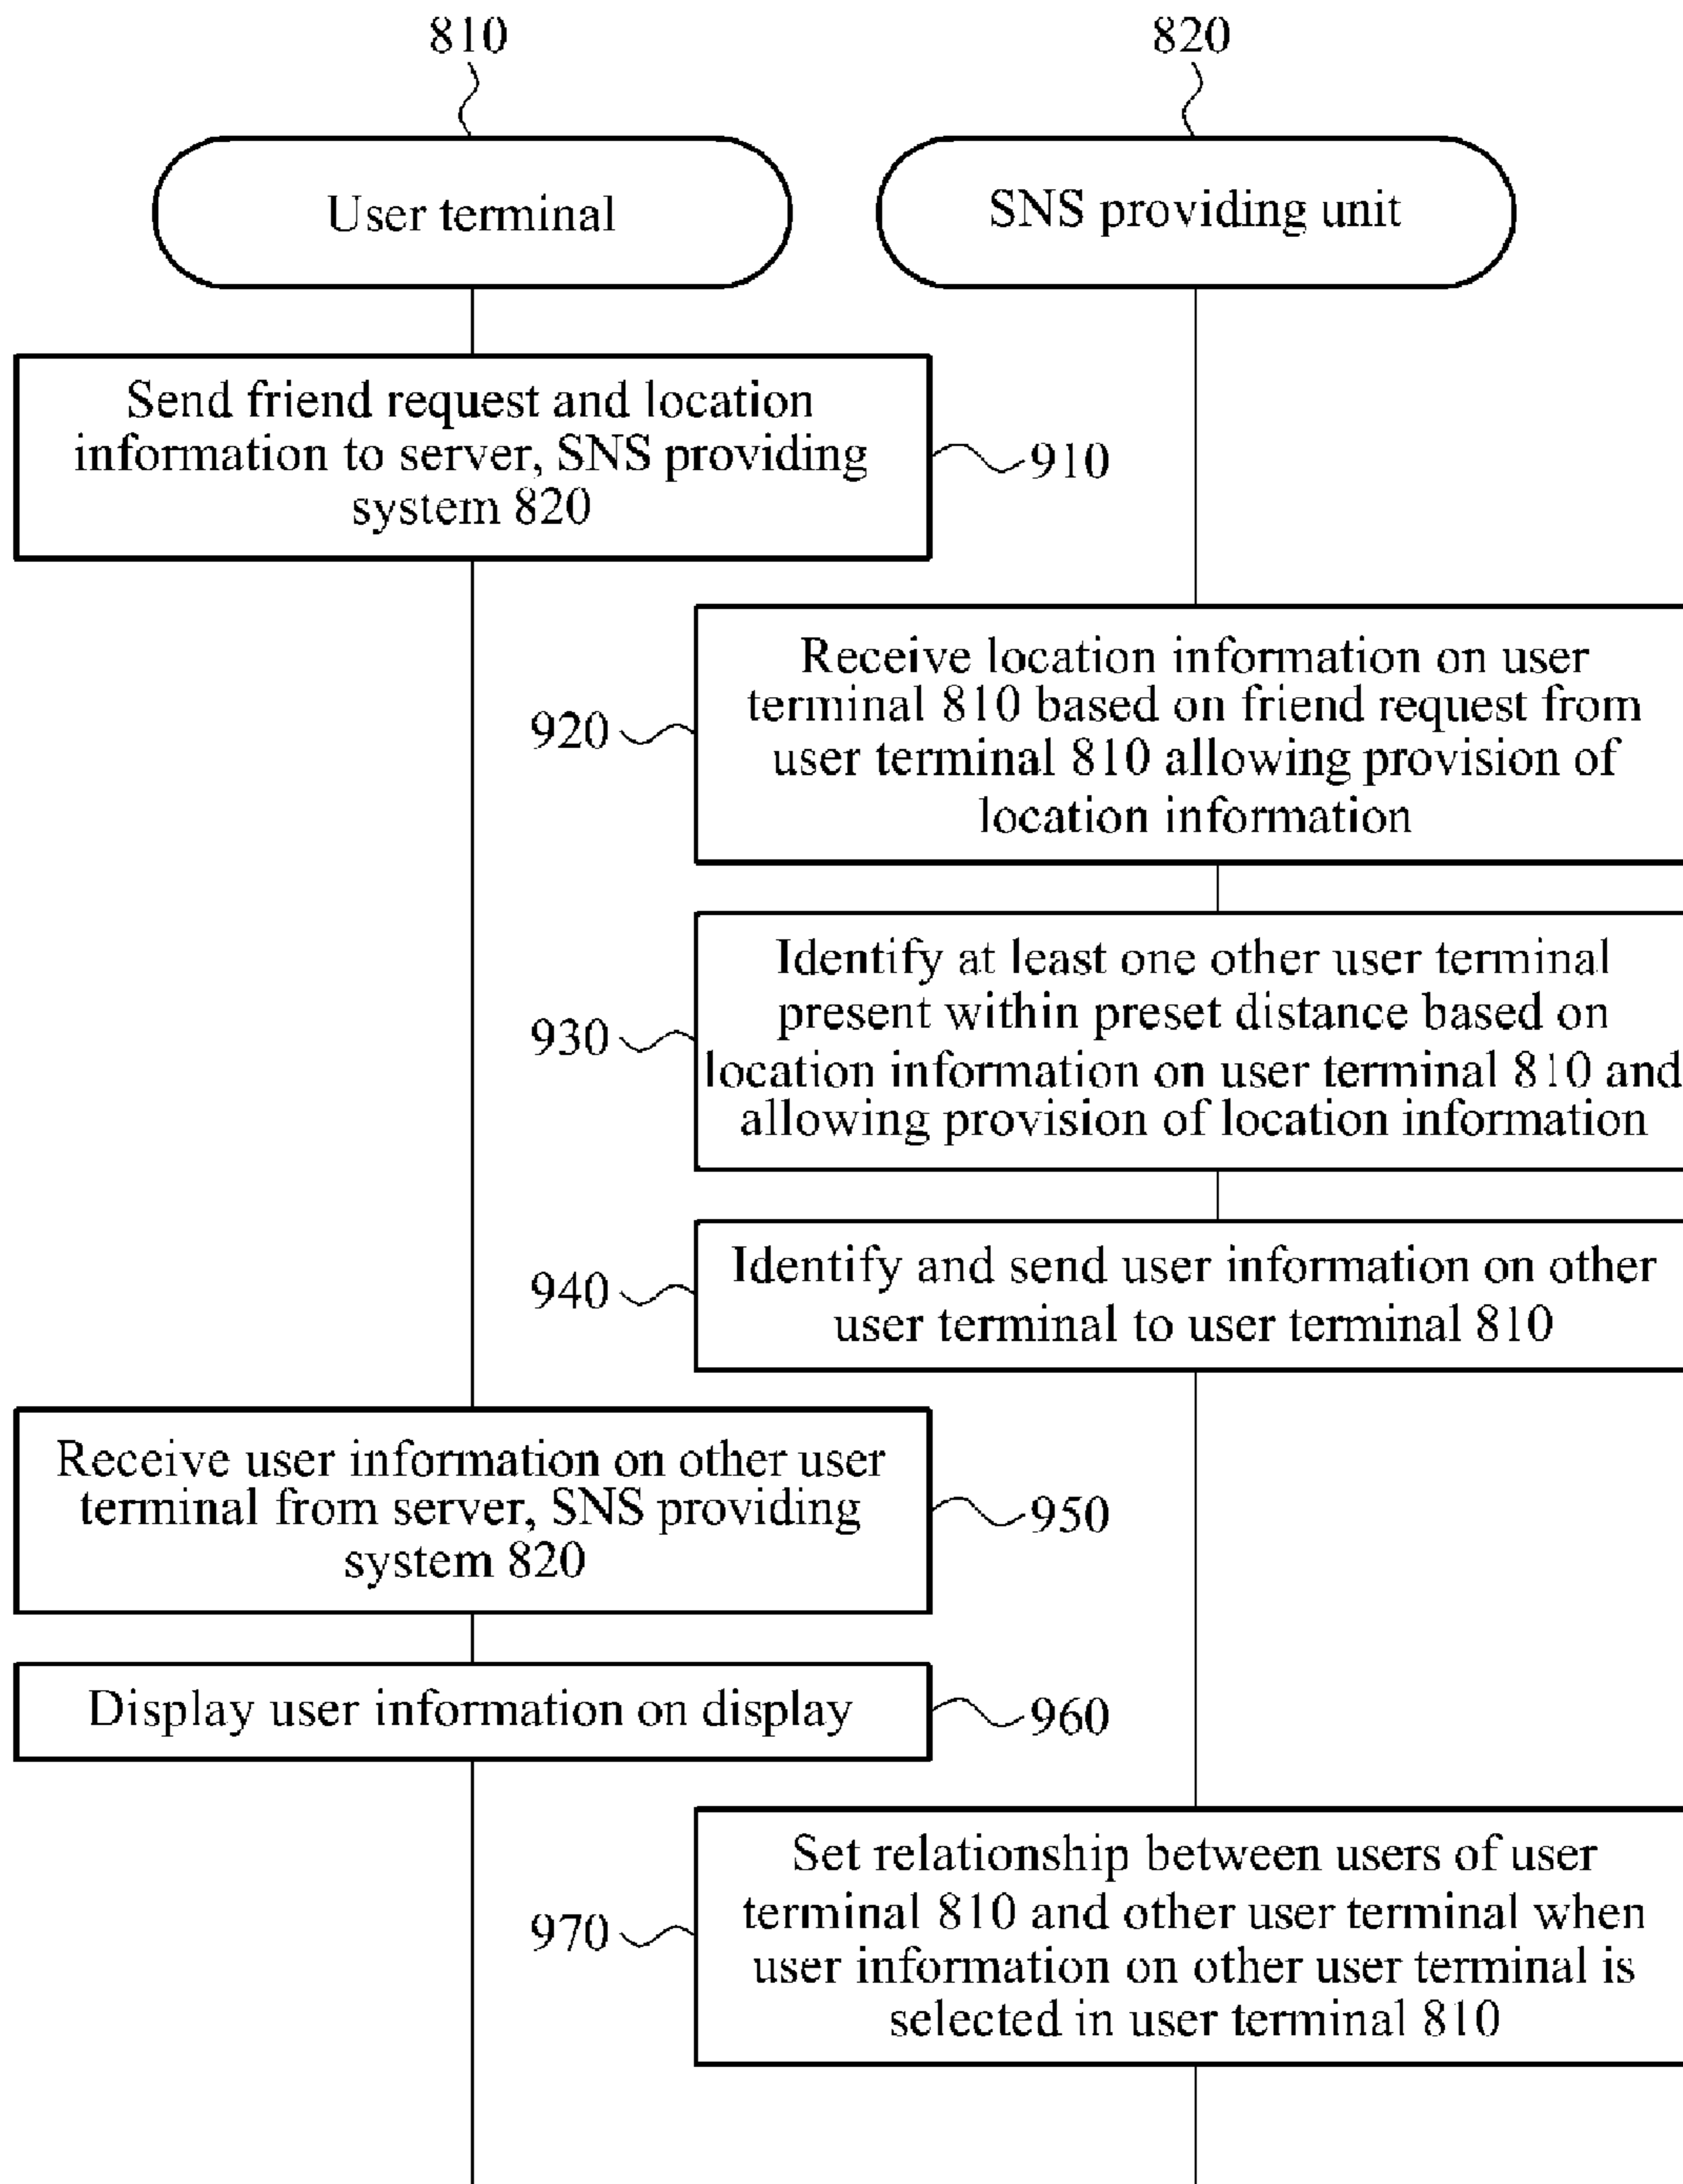 810
820
User terminal
SNS providing unit
Send friend request and location
information to server, SNS providing
system 820
910
Receive location information on user
terminal 810 based on friend request from
user terminal 810 allowing provision of
location information
920
Identify at least one other user terminal
present within preset distance based on
location information on user terminal 810 and
allowing provision of location information
930
Identify and send user information on other
user terminal to user terminal 810
940
Receive user information on other user
terminal from server, SNS providing
system 820
950
Display user information on display
960
Set relationship between users of user
terminal 810 and other user terminal when
user information on other user terminal is
selected in user terminal 810
970